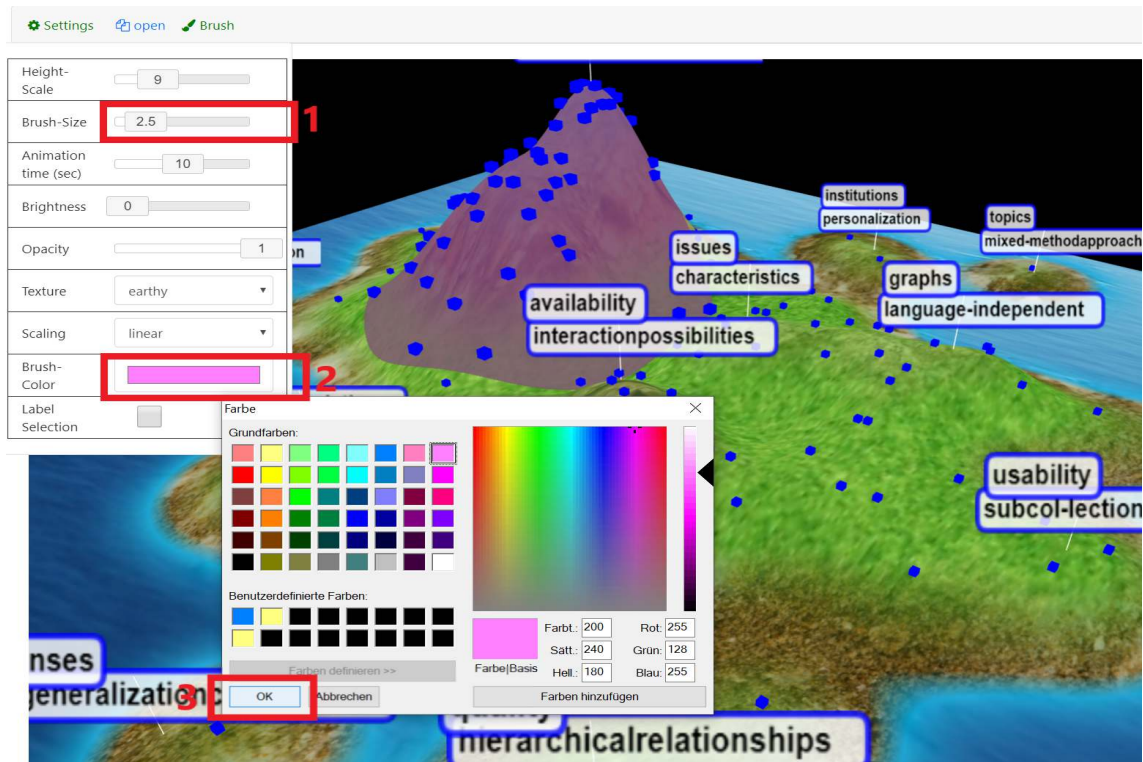 Settings open Brush
Height-
Scale
9
Brush-Size
2.5
1
Animation
time (sec)
10
Brightness
0
Opacity
1
Texture
earthy
Scaling
linear
Brush-
Color
2
Label
Selection
institutions
personalization
topics
mixed-methodapproach
issues
characteristics
graphs
language-independent
availability
interactionpossibilities
usability
subcol-lection
Farbe
Grundfarben:
Benutzerdefinierte Farben:
Farben definieren >>
OK
Abbrechen
3
Farbe|Basis
Farbt.: 200
Satt.: 240
Hell.: 180
Rot: 255
Grün: 128
Blau: 255
Farben hinzufügen
nses
generalizationc
hierarchicalrelationships